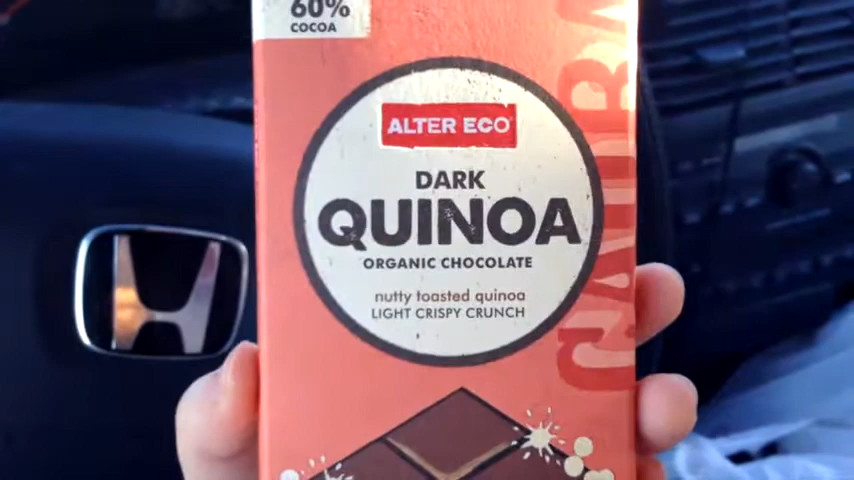 60%
COCOA
ALTER ECO
DARK
QUINOA
ORGANIC CHOCOLATE
nutty toasted quinoa
LIGHT CRISPY CRUNCH